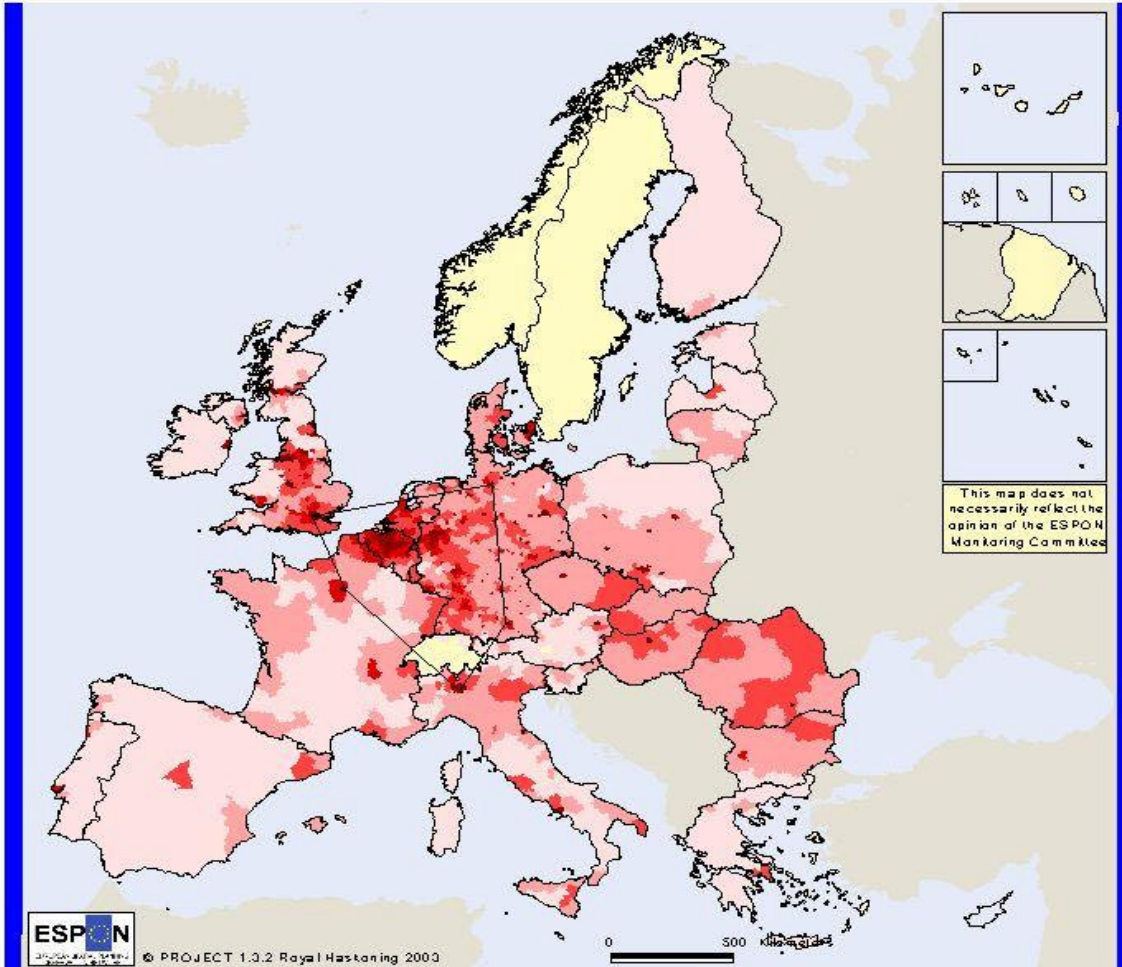 This map does not
necessarily reflect the
opinion of the ESPON
Monitoring Committee
ESPON
© PROJECT 1.3.2 Royal Haskoning 2003
0 500 Kilometers